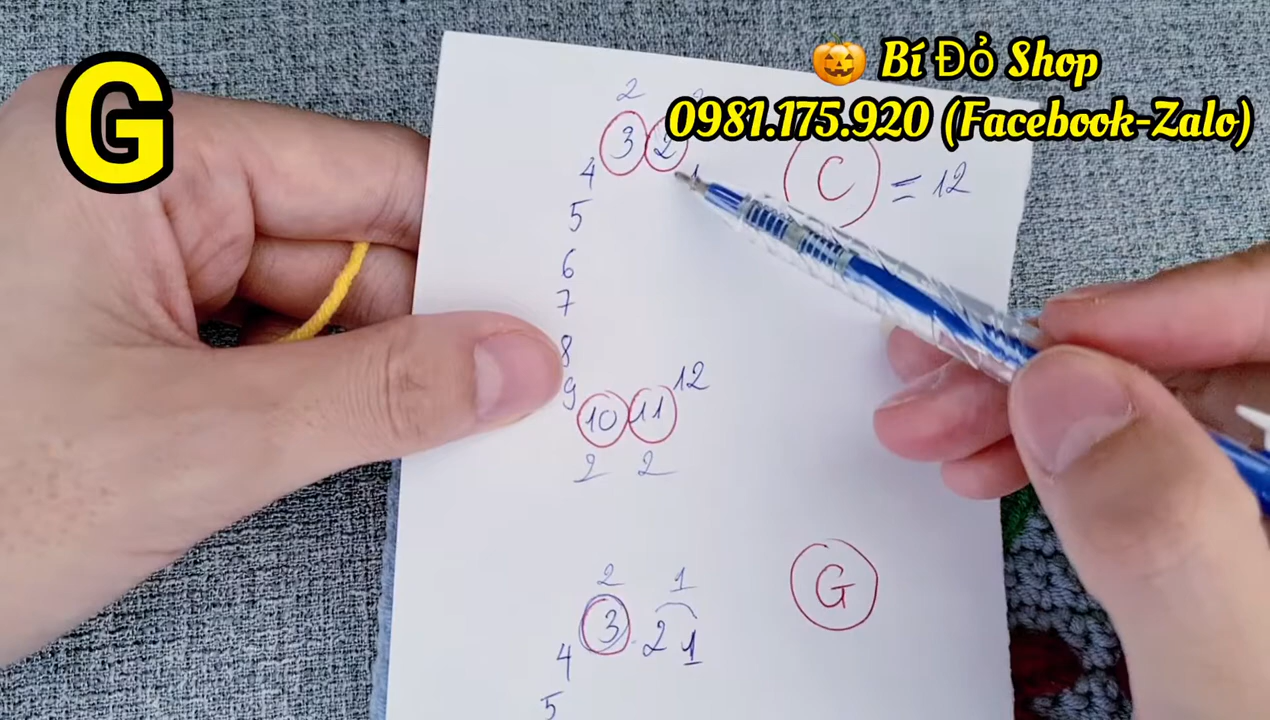 G
🎃 Bí Đỏ Shop
0981.175.920 (Facebook-Zalo)
2
3 2
4 1
C = 12
5
6
7
8
9 10 11 12
2 2
G
2 1
3 2 1
4
5